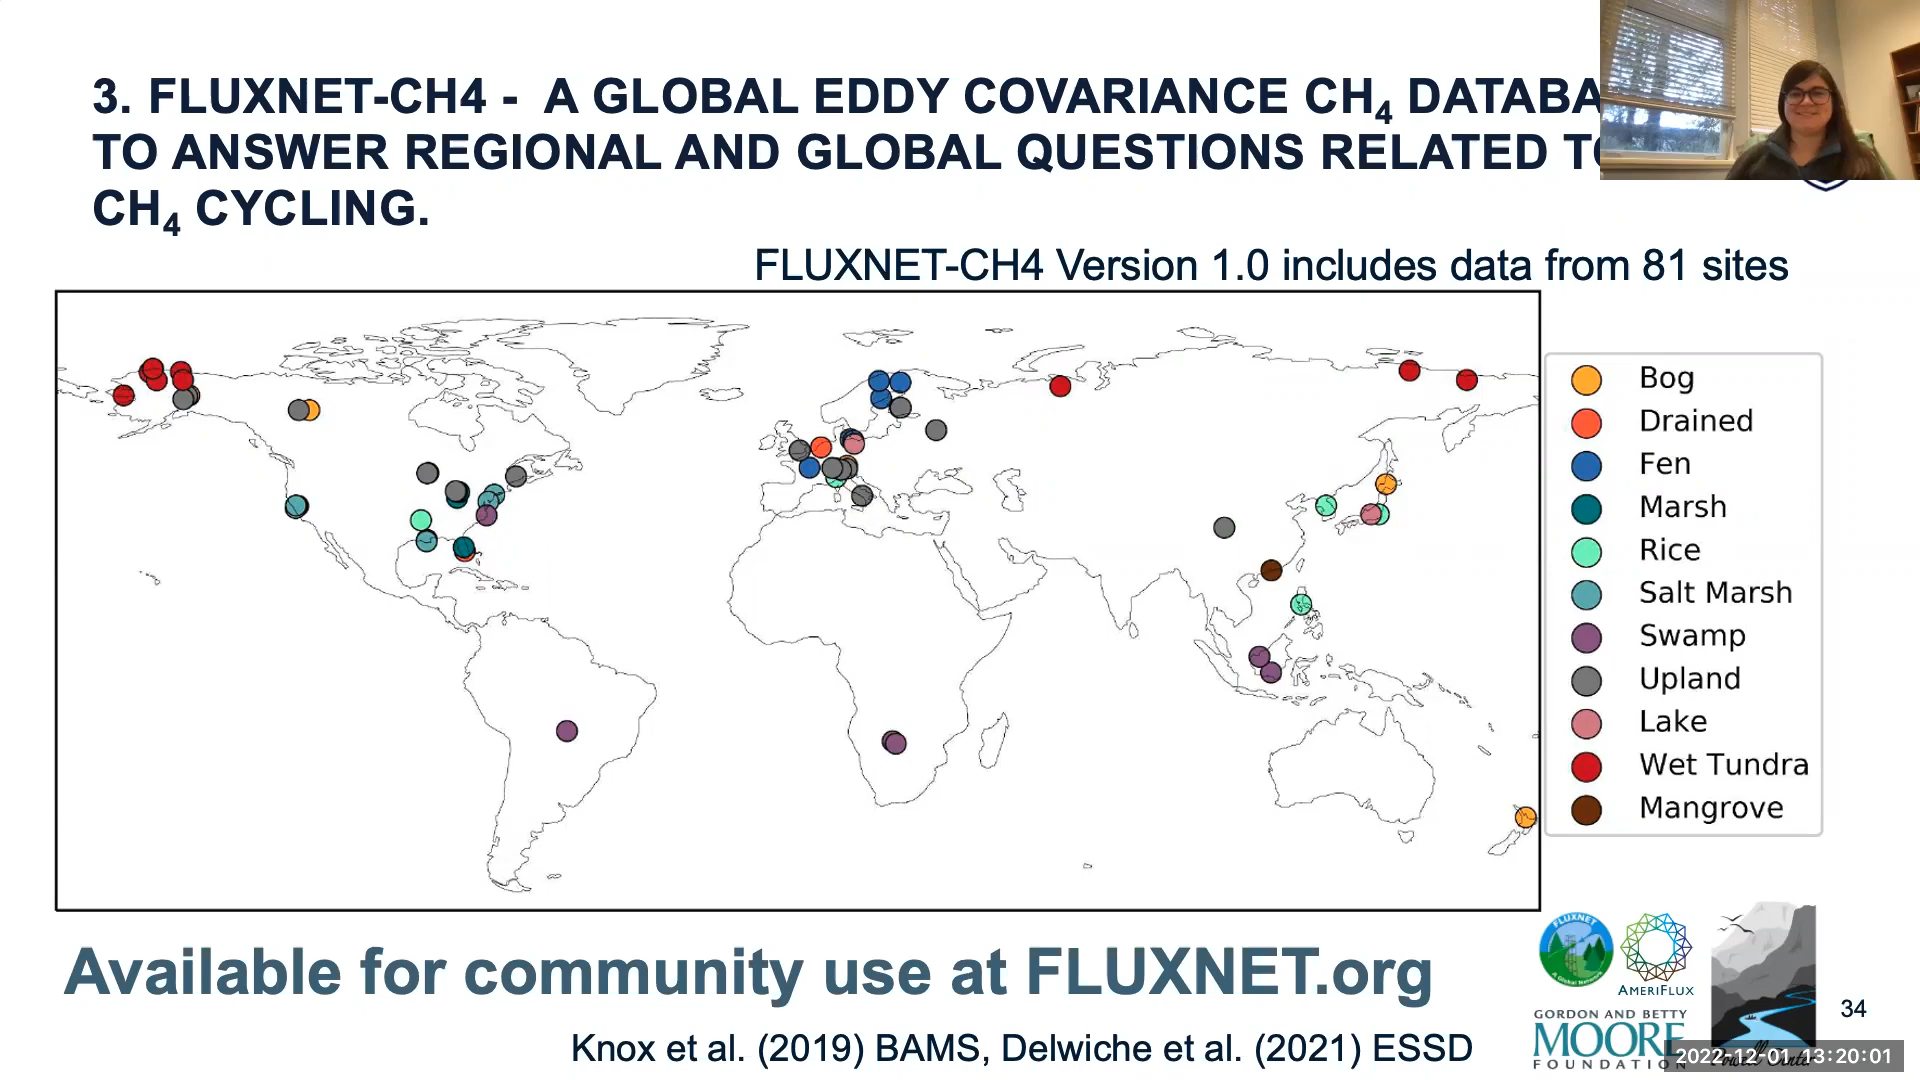 3. FLUXNET-CH4 - A GLOBAL EDDY COVARIANCE CH4 DATABA
TO ANSWER REGIONAL AND GLOBAL QUESTIONS RELATED TO
CH4 CYCLING.
FLUXNET-CH4 Version 1.0 includes data from 81 sites
Bog
Drained
Fen
Marsh
Rice
Salt Marsh
Swamp
Upland
Lake
Wet Tundra
Mangrove
Available for community use at FLUXNET.org
Knox et al. (2019) BAMS, Delwiche et al. (2021) ESSD
FLUXNET
AMERIFLUX
GORDON AND BETTY
MOORE
FOUNDATION
34
2022-12-01 13:20:01